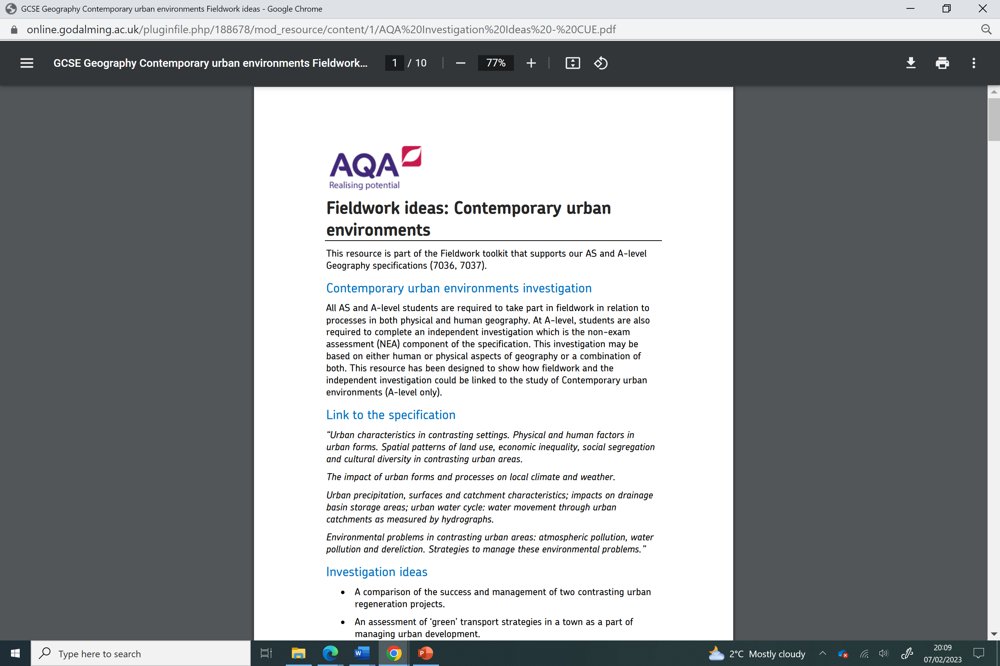 GCSE Geography Contemporary urban environments Fieldwork ideas - Google Chrome
online.godalming.ac.uk/pluginfile.php/188678/mod_resource/content/1/AQA%20Investigation%20Ideas%20-%20CUE.pdf
GCSE Geography Contemporary urban environments Fieldwork... 1 / 10 77%
AQA
Realising potential
Fieldwork ideas: Contemporary urban
environments
This resource is part of the Fieldwork toolkit that supports our AS and A-level
Geography specifications (7036, 7037).
Contemporary urban environments investigation
All AS and A-level students are required to take part in fieldwork in relation to
processes in both physical and human geography. At A-level, students are also
required to complete an independent investigation which is the non-exam
assessment (NEA) component of the specification. This investigation may be
based on either human or physical aspects of geography or a combination of
both. This resource has been designed to show how fieldwork and the
independent investigation could be linked to the study of Contemporary urban
environments (A-level only).
Link to the specification
“Urban characteristics in contrasting settings. Physical and human factors in
urban forms. Spatial patterns of land use, economic inequality, social segregation
and cultural diversity in contrasting urban areas.
The impact of urban forms and processes on local climate and weather.
Urban precipitation, surfaces and catchment characteristics; impacts on drainage
basin storage areas; urban water cycle: water movement through urban
catchments as measured by hydrographs.
Environmental problems in contrasting urban areas: atmospheric pollution, water
pollution and dereliction. Strategies to manage these environmental problems.”
Investigation ideas
• A comparison of the success and management of two contrasting urban
regeneration projects.
• An assessment of ‘green’ transport strategies in a town as a part of
managing urban development.
Type here to search
W
P
2°C Mostly cloudy
20:09
07/02/2023